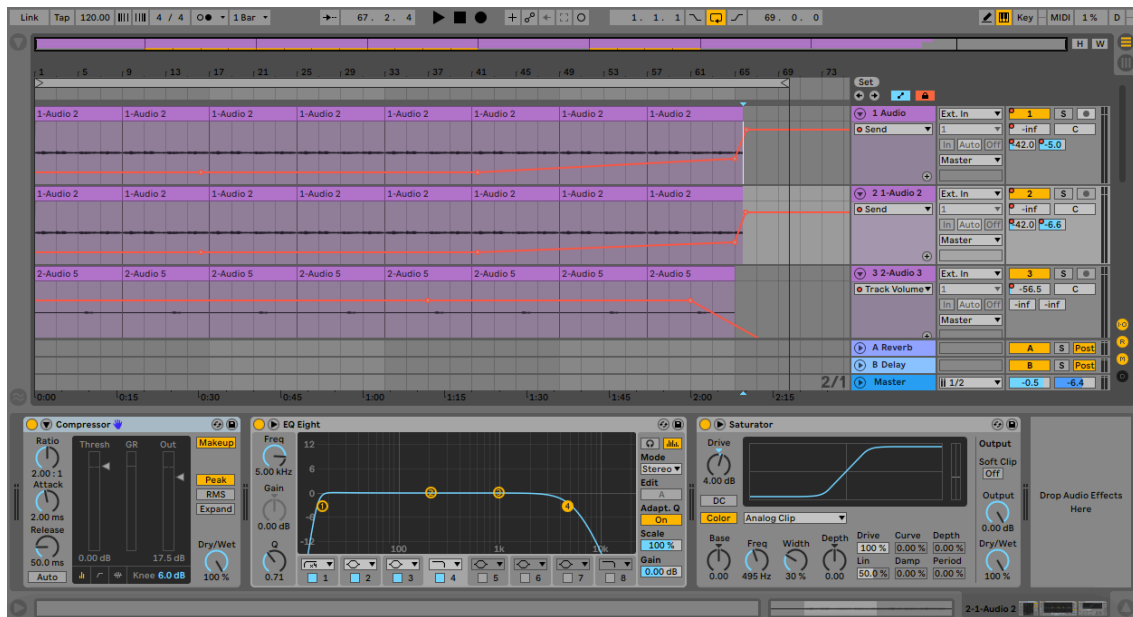 Link Tap 120.00 4 / 4 1 Bar 67. 2. 4 1. 1. 1 69. 0. 0 Key MIDI 1 % D
H W
1 5 9 13 17 21 25 29 33 37 41 45 49 53 57 61 65 69 73
Set
1-Audio 2 1-Audio 2 1-Audio 2 1-Audio 2 1-Audio 2 1-Audio 2 1-Audio 2 1-Audio 2 1 Audio Ext. In 1 S
Send 1 -inf C
In Auto Off -42.0 -5.0
Master
1-Audio 2 1-Audio 2 1-Audio 2 1-Audio 2 1-Audio 2 1-Audio 2 1-Audio 2 1-Audio 2 2 1-Audio 2 Ext. In 2 S
Send 1 -inf C
In Auto Off -42.0 -6.6
Master
2-Audio 5 2-Audio 5 2-Audio 5 2-Audio 5 2-Audio 5 2-Audio 5 2-Audio 5 2-Audio 5 3 2-Audio 3 Ext. In 3 S
Track Volume 1 -56.5 C
In Auto Off -inf -inf
Master
A Reverb A S Post
B Delay B S Post
2/1 Master 1/2 -0.5 -6.4
0:00 0:15 0:30 0:45 1:00 1:15 1:30 1:45 2:00 2:15
I·O
R
M
D
Compressor
Ratio
2.00 : 1
Attack
2.00 ms
Release
50.0 ms
Auto
Thresh GR Out
0.00 dB 17.5 dB
Knee 6.0 dB
Makeup
Peak
RMS
Expand
Dry/Wet
100 %
EQ Eight
Freq
5.00 kHz
Gain
0.00 dB
Q
0.71
12
6
0
-6
-12
100 1k 10k
1 2 3 4
1 2 3 4 5 6 7 8
Mode
Stereo
Edit
A
Adapt. Q
On
Scale
100 %
Gain
0.00 dB
Saturator
Drive
4.00 dB
DC
Color Analog Clip
Base Freq Width Depth
0.00 495 Hz 30 % 0.00
Drive Curve Depth
100 % 0.00 % 0.00 %
Lin Damp Period
50.0 % 0.00 % 0.00 %
Output
Soft Clip
Off
Output
0.00 dB
Dry/Wet
100 %
Drop Audio Effects
Here
2-1-Audio 2